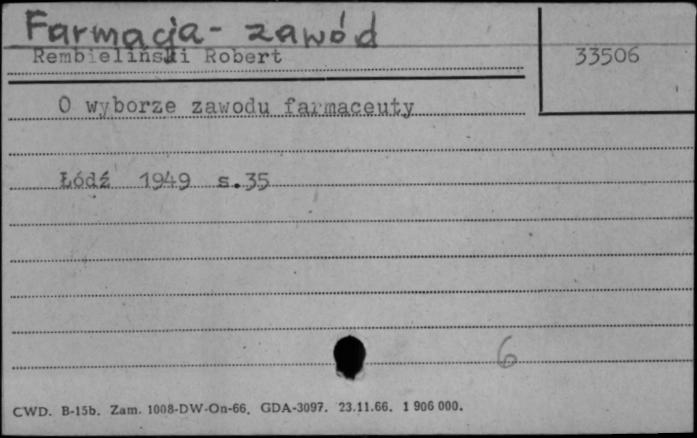 Farmacja - zawód
Rembieliński Robert
33506
O wyborze zawodu farmaceuty
Łódź 1949 s.35
6
CWD. B-15b. Zam. 1008-DW-On-66. GDA-3097. 23.11.66. 1 906 000.